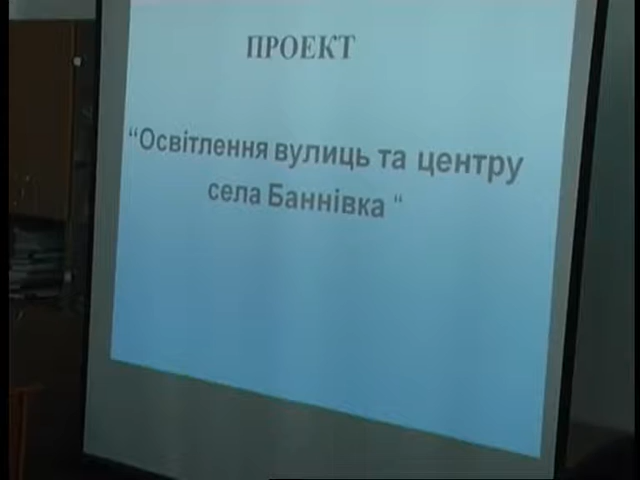 ПРОЕКТ
“Освітлення вулиць та центру
села Баннівка “